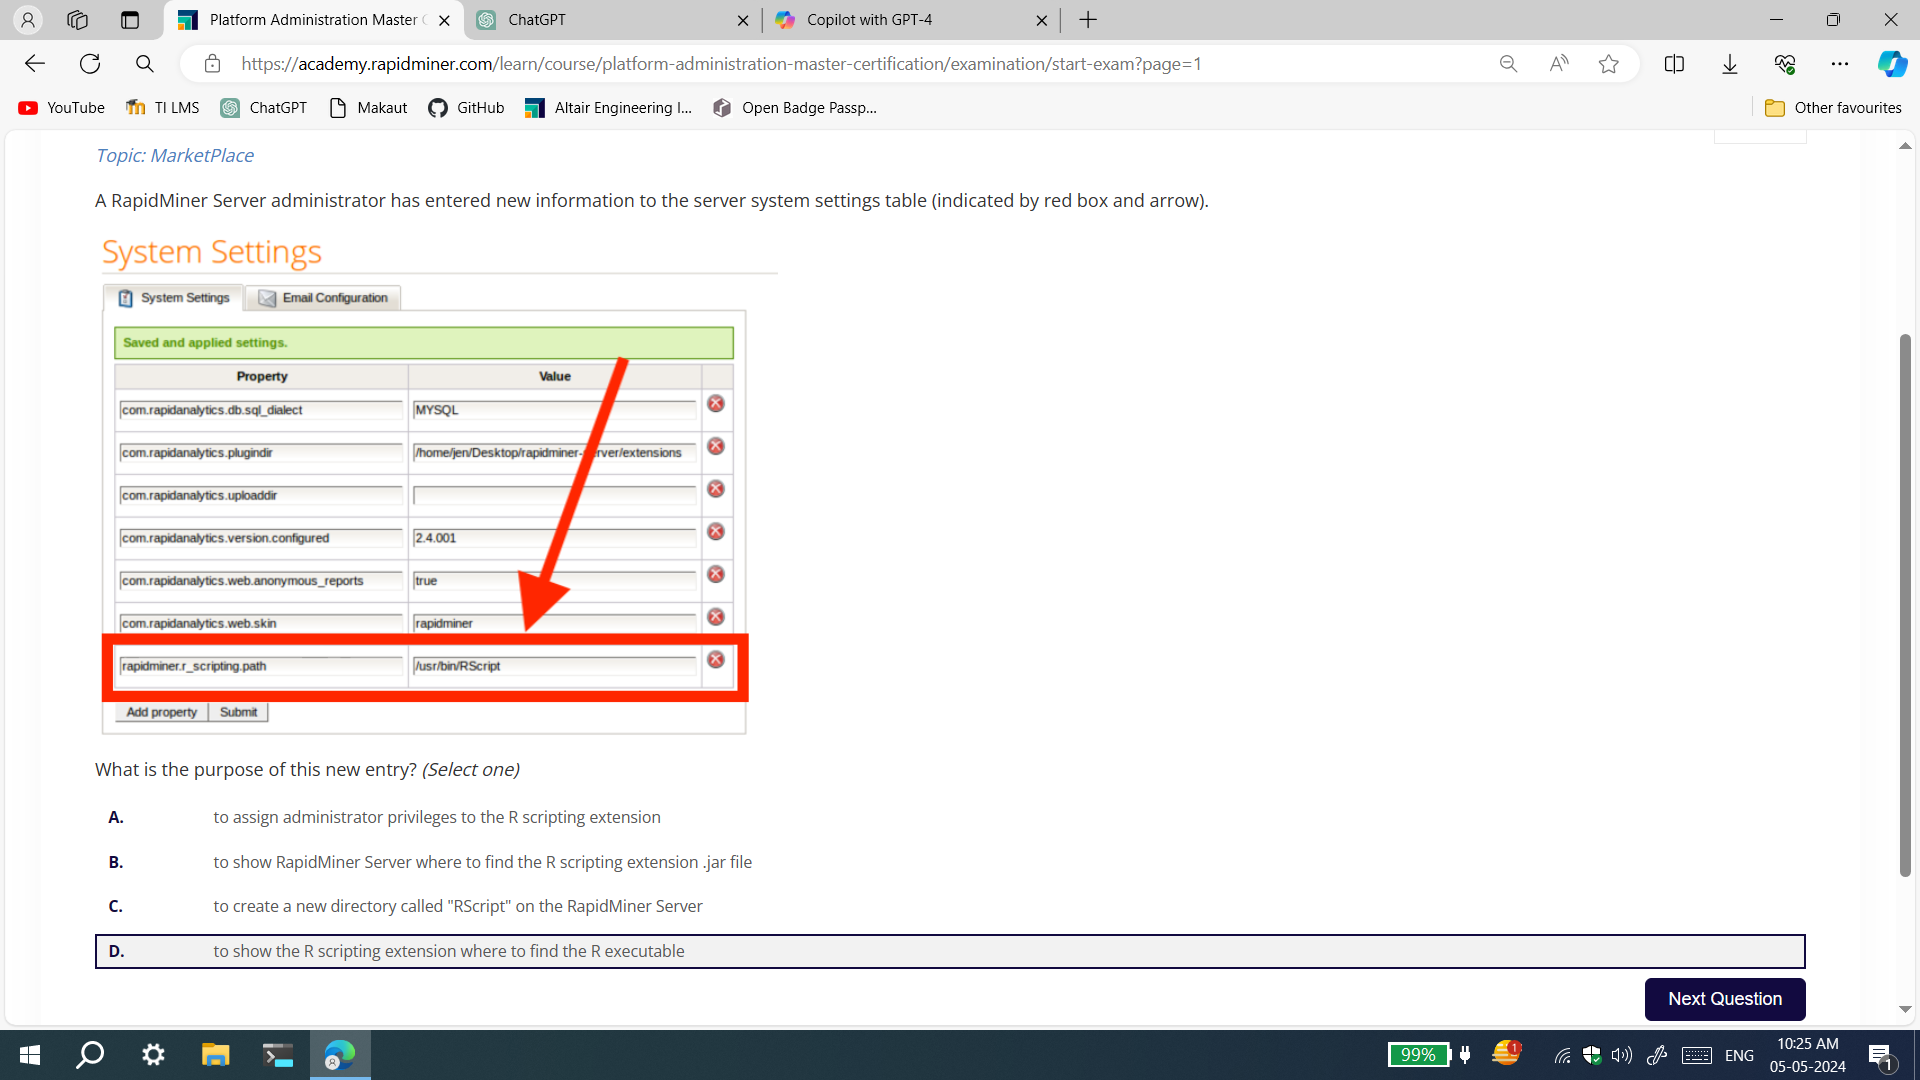 Platform Administration Master C
ChatGPT
Copilot with GPT-4
https://academy.rapidminer.com/learn/course/platform-administration-master-certification/examination/start-exam?page=1
YouTube
TI LMS
ChatGPT
Makaut
GitHub
Altair Engineering I...
Open Badge Passp...
Other favourites
Topic: MarketPlace
A RapidMiner Server administrator has entered new information to the server system settings table (indicated by red box and arrow).
System Settings
System Settings
Email Configuration
Saved and applied settings.
Property Value
com.rapidanalytics.db.sql_dialect MYSQL
com.rapidanalytics.plugindir /home/jen/Desktop/rapidminer-server/extensions
com.rapidanalytics.uploaddir
com.rapidanalytics.version.configured 2.4.001
com.rapidanalytics.web.anonymous_reports true
com.rapidanalytics.web.skin rapidminer
rapidminer.r_scripting.path /usr/bin/RScript
Add property Submit
What is the purpose of this new entry? (Select one)
A. to assign administrator privileges to the R scripting extension
B. to show RapidMiner Server where to find the R scripting extension .jar file
C. to create a new directory called "RScript" on the RapidMiner Server
D. to show the R scripting extension where to find the R executable
Next Question
99%
1
ENG
10:25 AM
05-05-2024
1